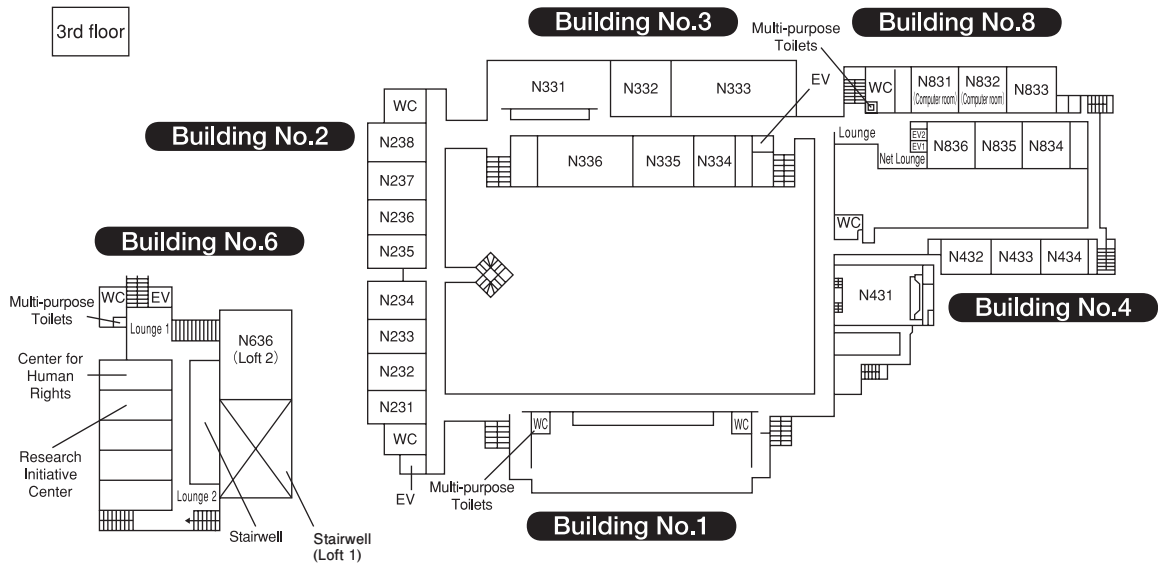 3rd floor
Building No.3
Multi-purpose
Toilets
Building No.8
EV
N331
N332
N333
WC
N831
(Computer room)
N832
(Computer room)
N833
WC
Building No.2
N238
N237
N236
N235
N336
N335
N334
Lounge
Net Lounge
EV2
EV1
N836
N835
N834
WC
Building No.6
N432
N433
N434
N431
Building No.4
WC
EV
Multi-purpose
Toilets
Lounge 1
N636
(Loft 2)
Center for
Human
Rights
Research
Initiative
Center
Lounge 2
Stairwell
Stairwell
(Loft 1)
N234
N233
N232
N231
WC
EV
WC
WC
Multi-purpose
Toilets
Building No.1